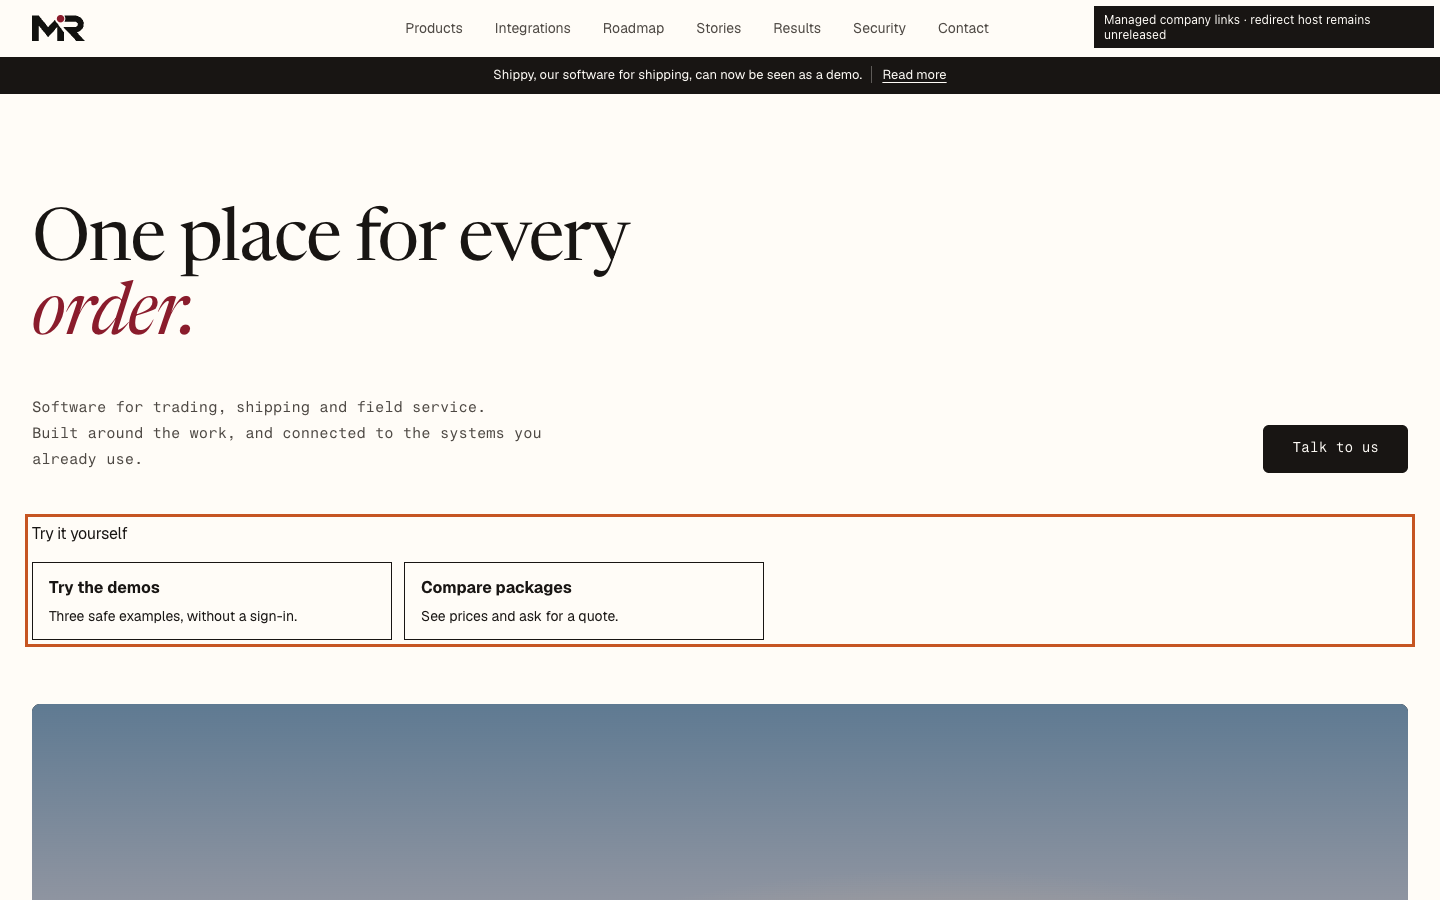 MR
Products
Integrations
Roadmap
Stories
Results
Security
Contact
Managed company links · redirect host remains
unreleased
Shippy, our software for shipping, can now be seen as a demo.
Read more
One place for every
order.
Software for trading, shipping and field service.
Built around the work, and connected to the systems you
already use.
Talk to us
Try it yourself
Try the demos
Three safe examples, without a sign-in.
Compare packages
See prices and ask for a quote.